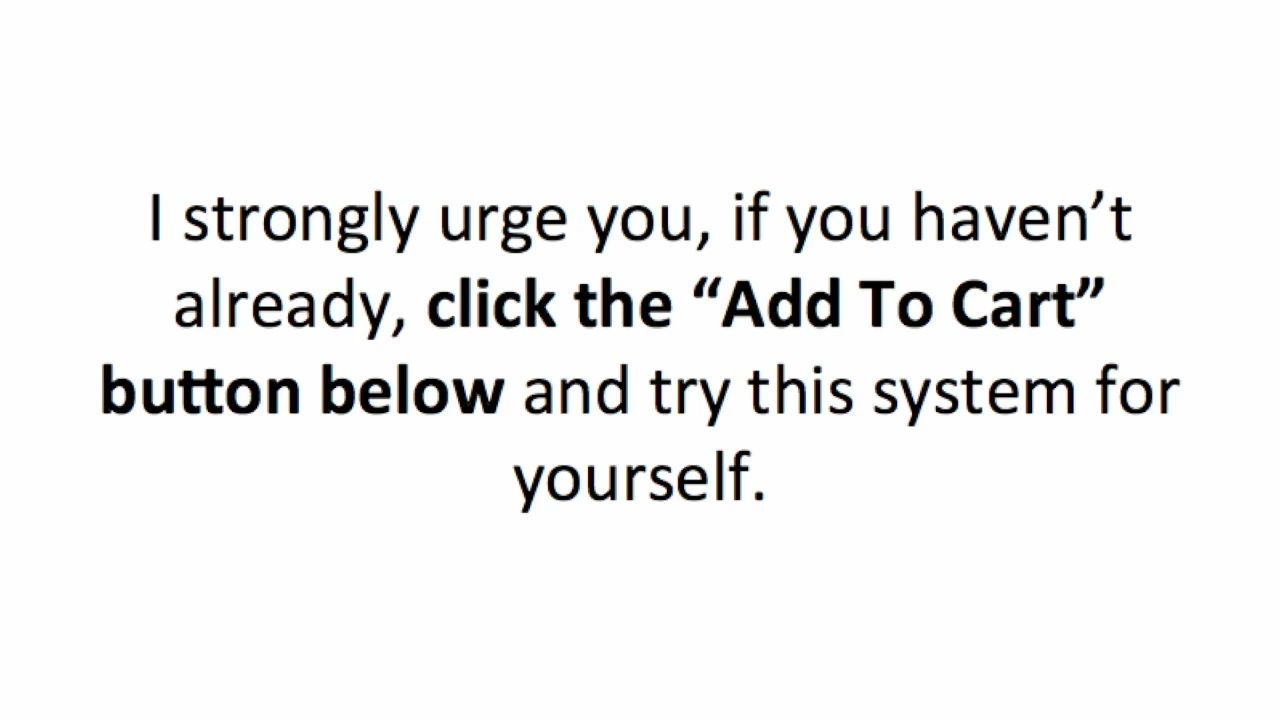 I strongly urge you, if you haven’t
already, click the “Add To Cart”
button below and try this system for
yourself.